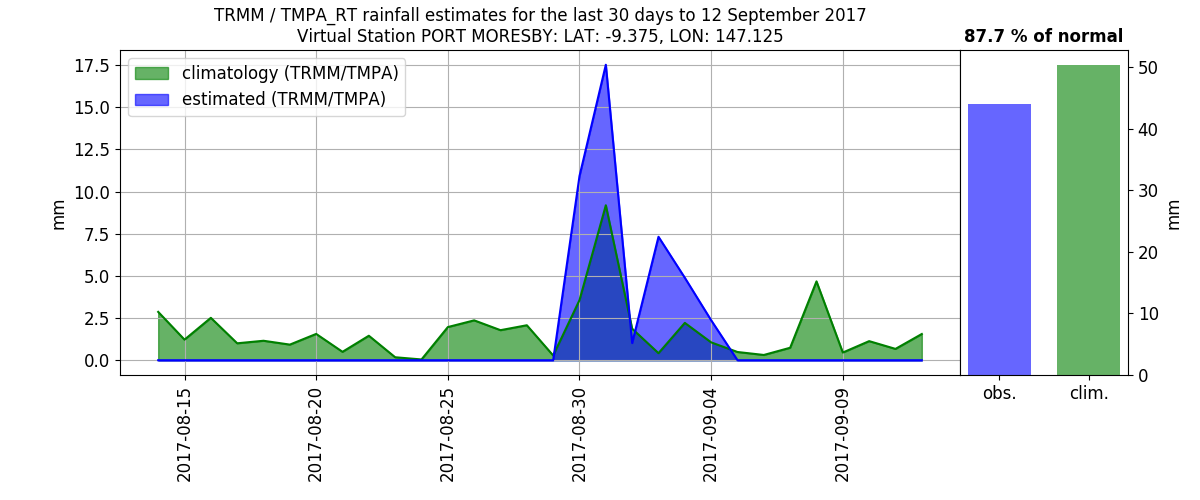 TRMM / TMPA_RT rainfall estimates for the last 30 days to 12 September 2017
Virtual Station PORT MORESBY: LAT: -9.375, LON: 147.125
87.7 % of normal
climatology (TRMM/TMPA)
estimated (TRMM/TMPA)
17.5
15.0
12.5
10.0
7.5
5.0
2.5
0.0
mm
2017-08-15
2017-08-20
2017-08-25
2017-08-30
2017-09-04
2017-09-09
50
40
30
20
10
0
mm
obs.
clim.